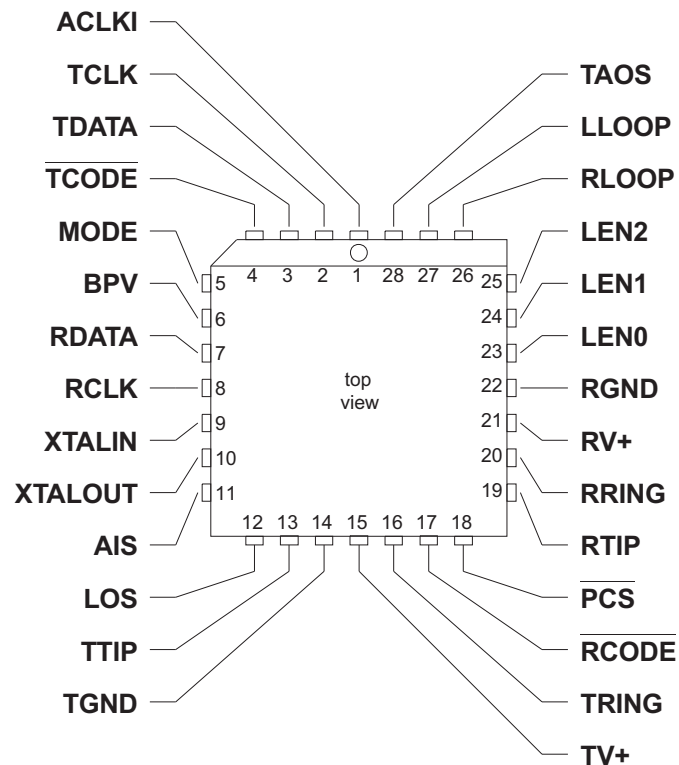 ACLKI
TCLK
TDATA
TCODE
MODE
BPV
RDATA
RCLK
XTALIN
XTALOUT
AIS
LOS
TTIP
TGND
TAOS
LLOOP
RLOOP
LEN2
LEN1
LEN0
RGND
RV+
RRING
RTIP
PCS
RCODE
TRING
TV+
4 3 2 1 28 27 26
5
6
7
8
9
10
11
25
24
23
22
21
20
19
top
view
12 13 14 15 16 17 18